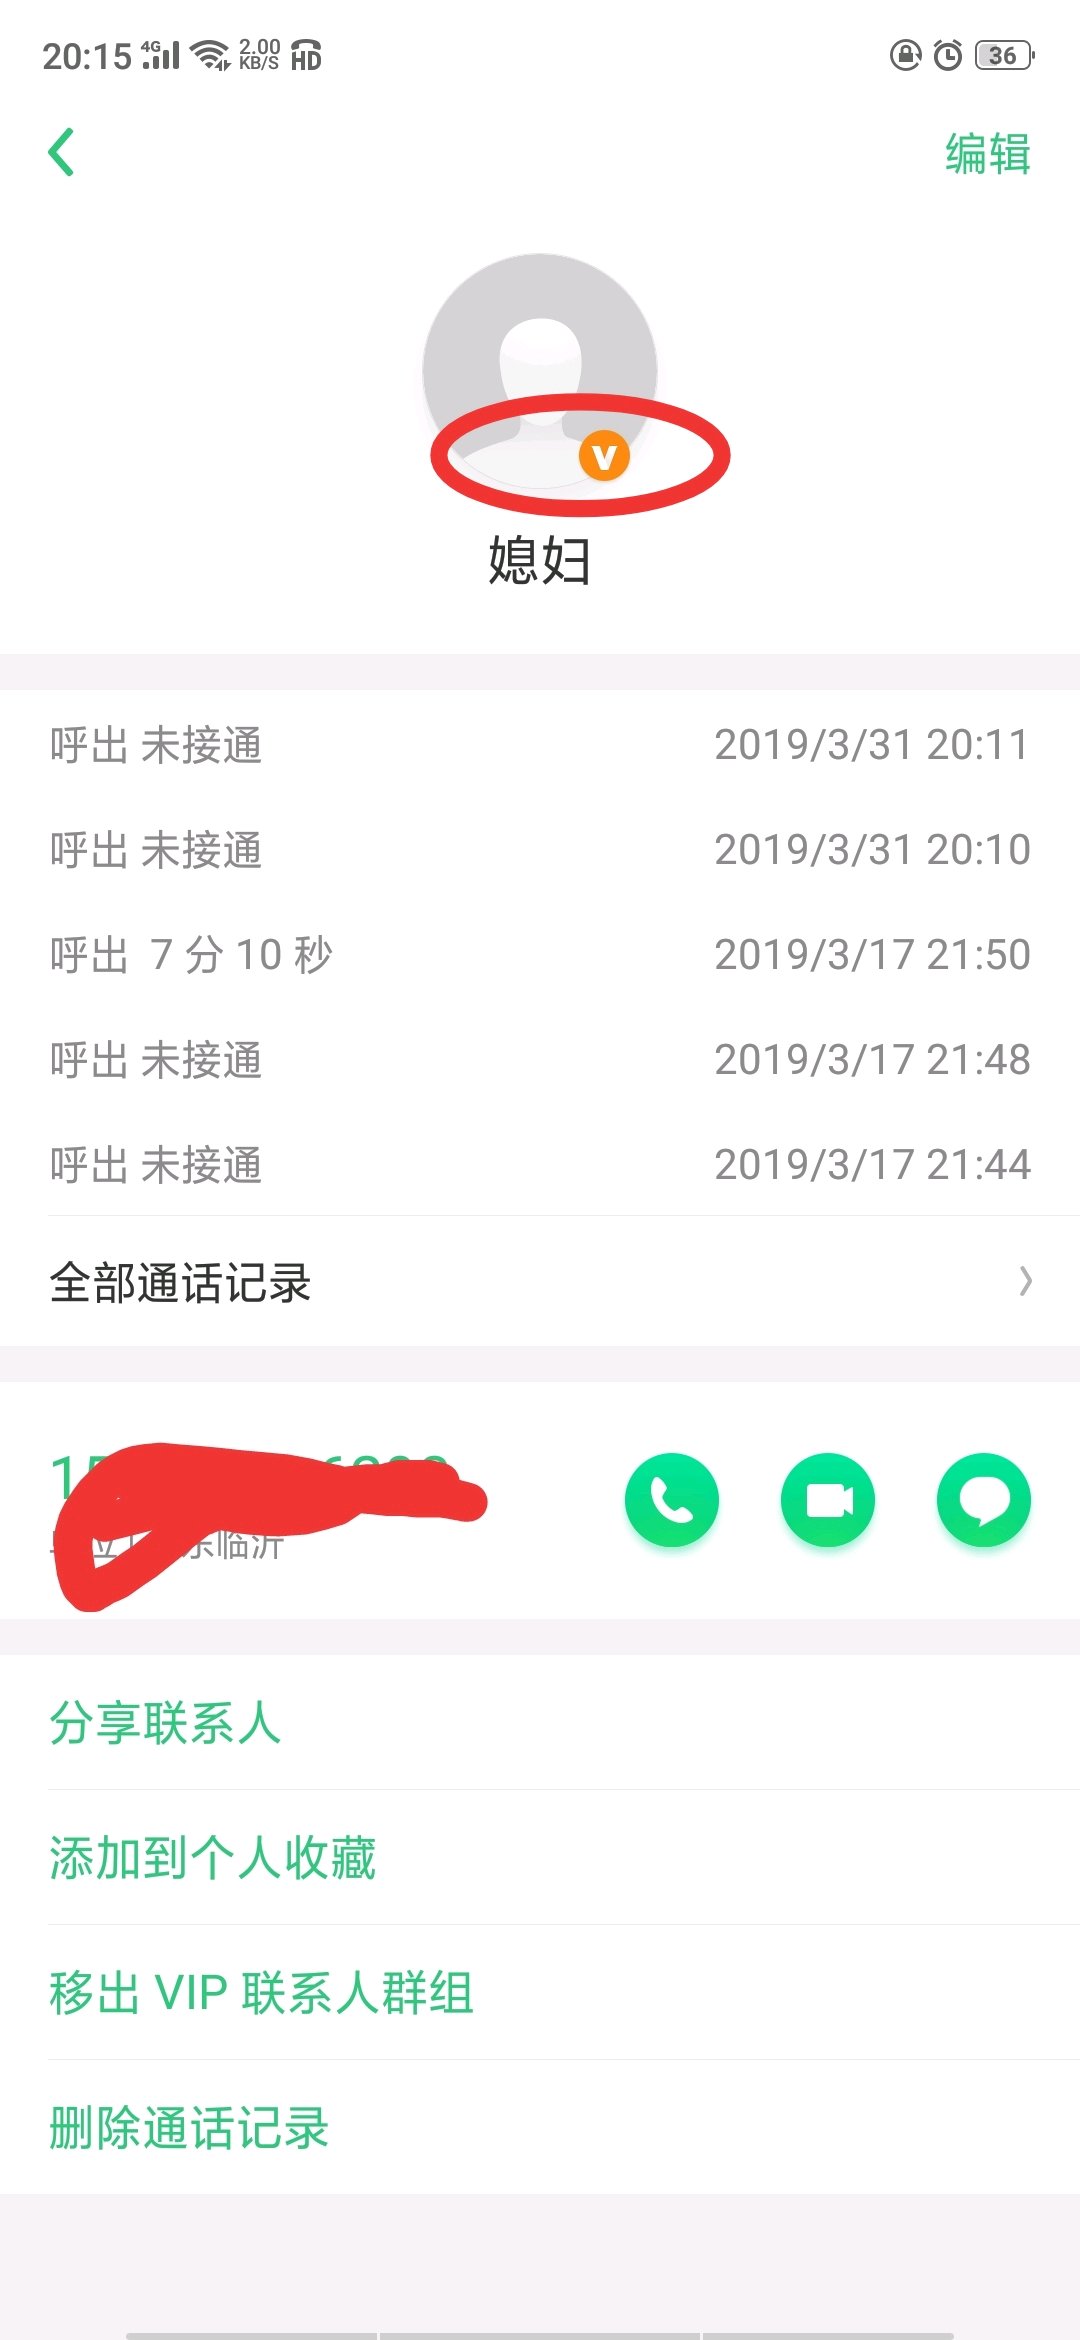 20:15 4G 2.00 KB/S HD 36
编辑
V
媳妇
呼出 未接通 2019/3/31 20:11
呼出 未接通 2019/3/31 20:10
呼出 7 分 10 秒 2019/3/17 21:50
呼出 未接通 2019/3/17 21:48
呼出 未接通 2019/3/17 21:44
全部通话记录
临沂
分享联系人
添加到个人收藏
移出 VIP 联系人群组
删除通话记录